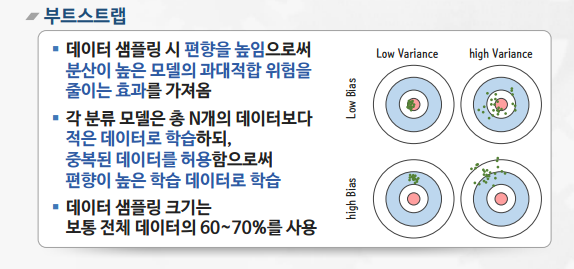 부트스트랩
데이터 샘플링 시 편향을 높임으로써
분산이 높은 모델의 과대적합 위험을
줄이는 효과를 가져옴
각 분류 모델은 총 N개의 데이터보다
적은 데이터로 학습하되,
중복된 데이터를 허용함으로써
편향이 높은 학습 데이터로 학습
데이터 샘플링 크기는
보통 전체 데이터의 60~70%를 사용
Low Variance
high Variance
Low Bias
high Bias